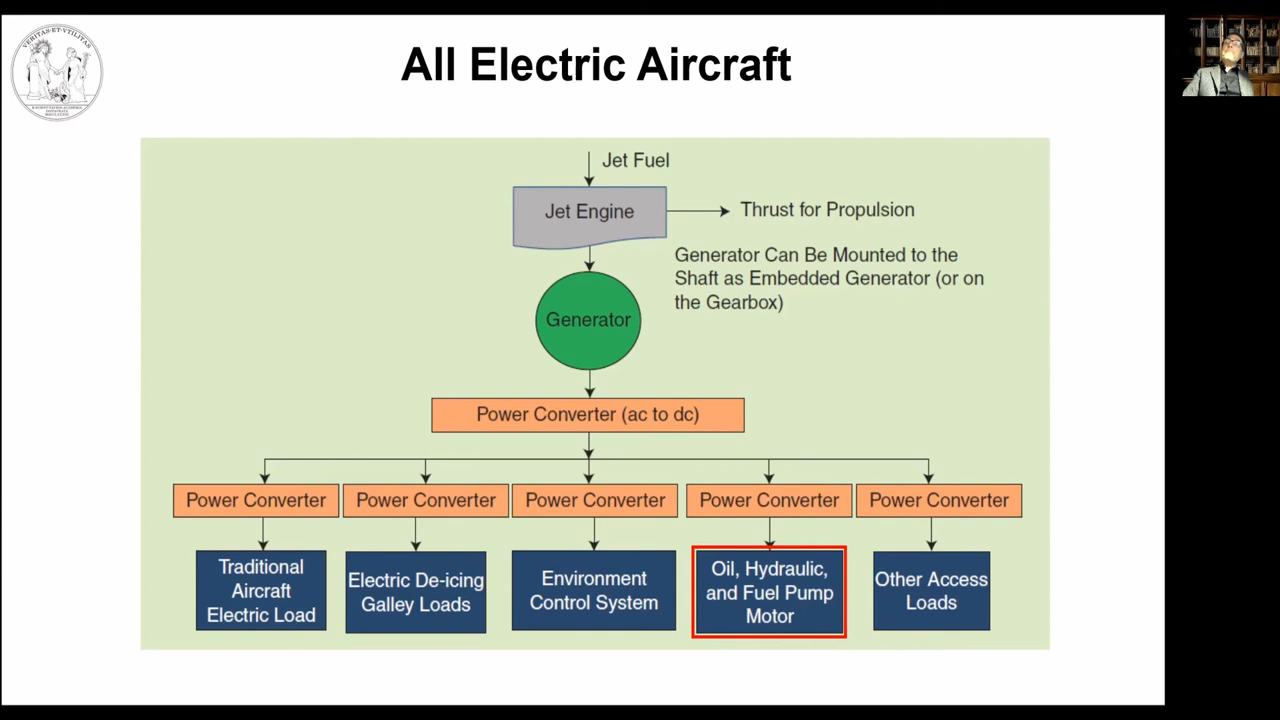 VERITAS·ET·VTILITAS
All Electric Aircraft
Jet Fuel
Jet Engine
Thrust for Propulsion
Generator Can Be Mounted to the
Shaft as Embedded Generator (or on
the Gearbox)
Generator
Power Converter (ac to dc)
Power Converter
Power Converter
Power Converter
Power Converter
Power Converter
Traditional
Aircraft
Electric Load
Electric De-icing
Galley Loads
Environment
Control System
Oil, Hydraulic,
and Fuel Pump
Motor
Other Access
Loads